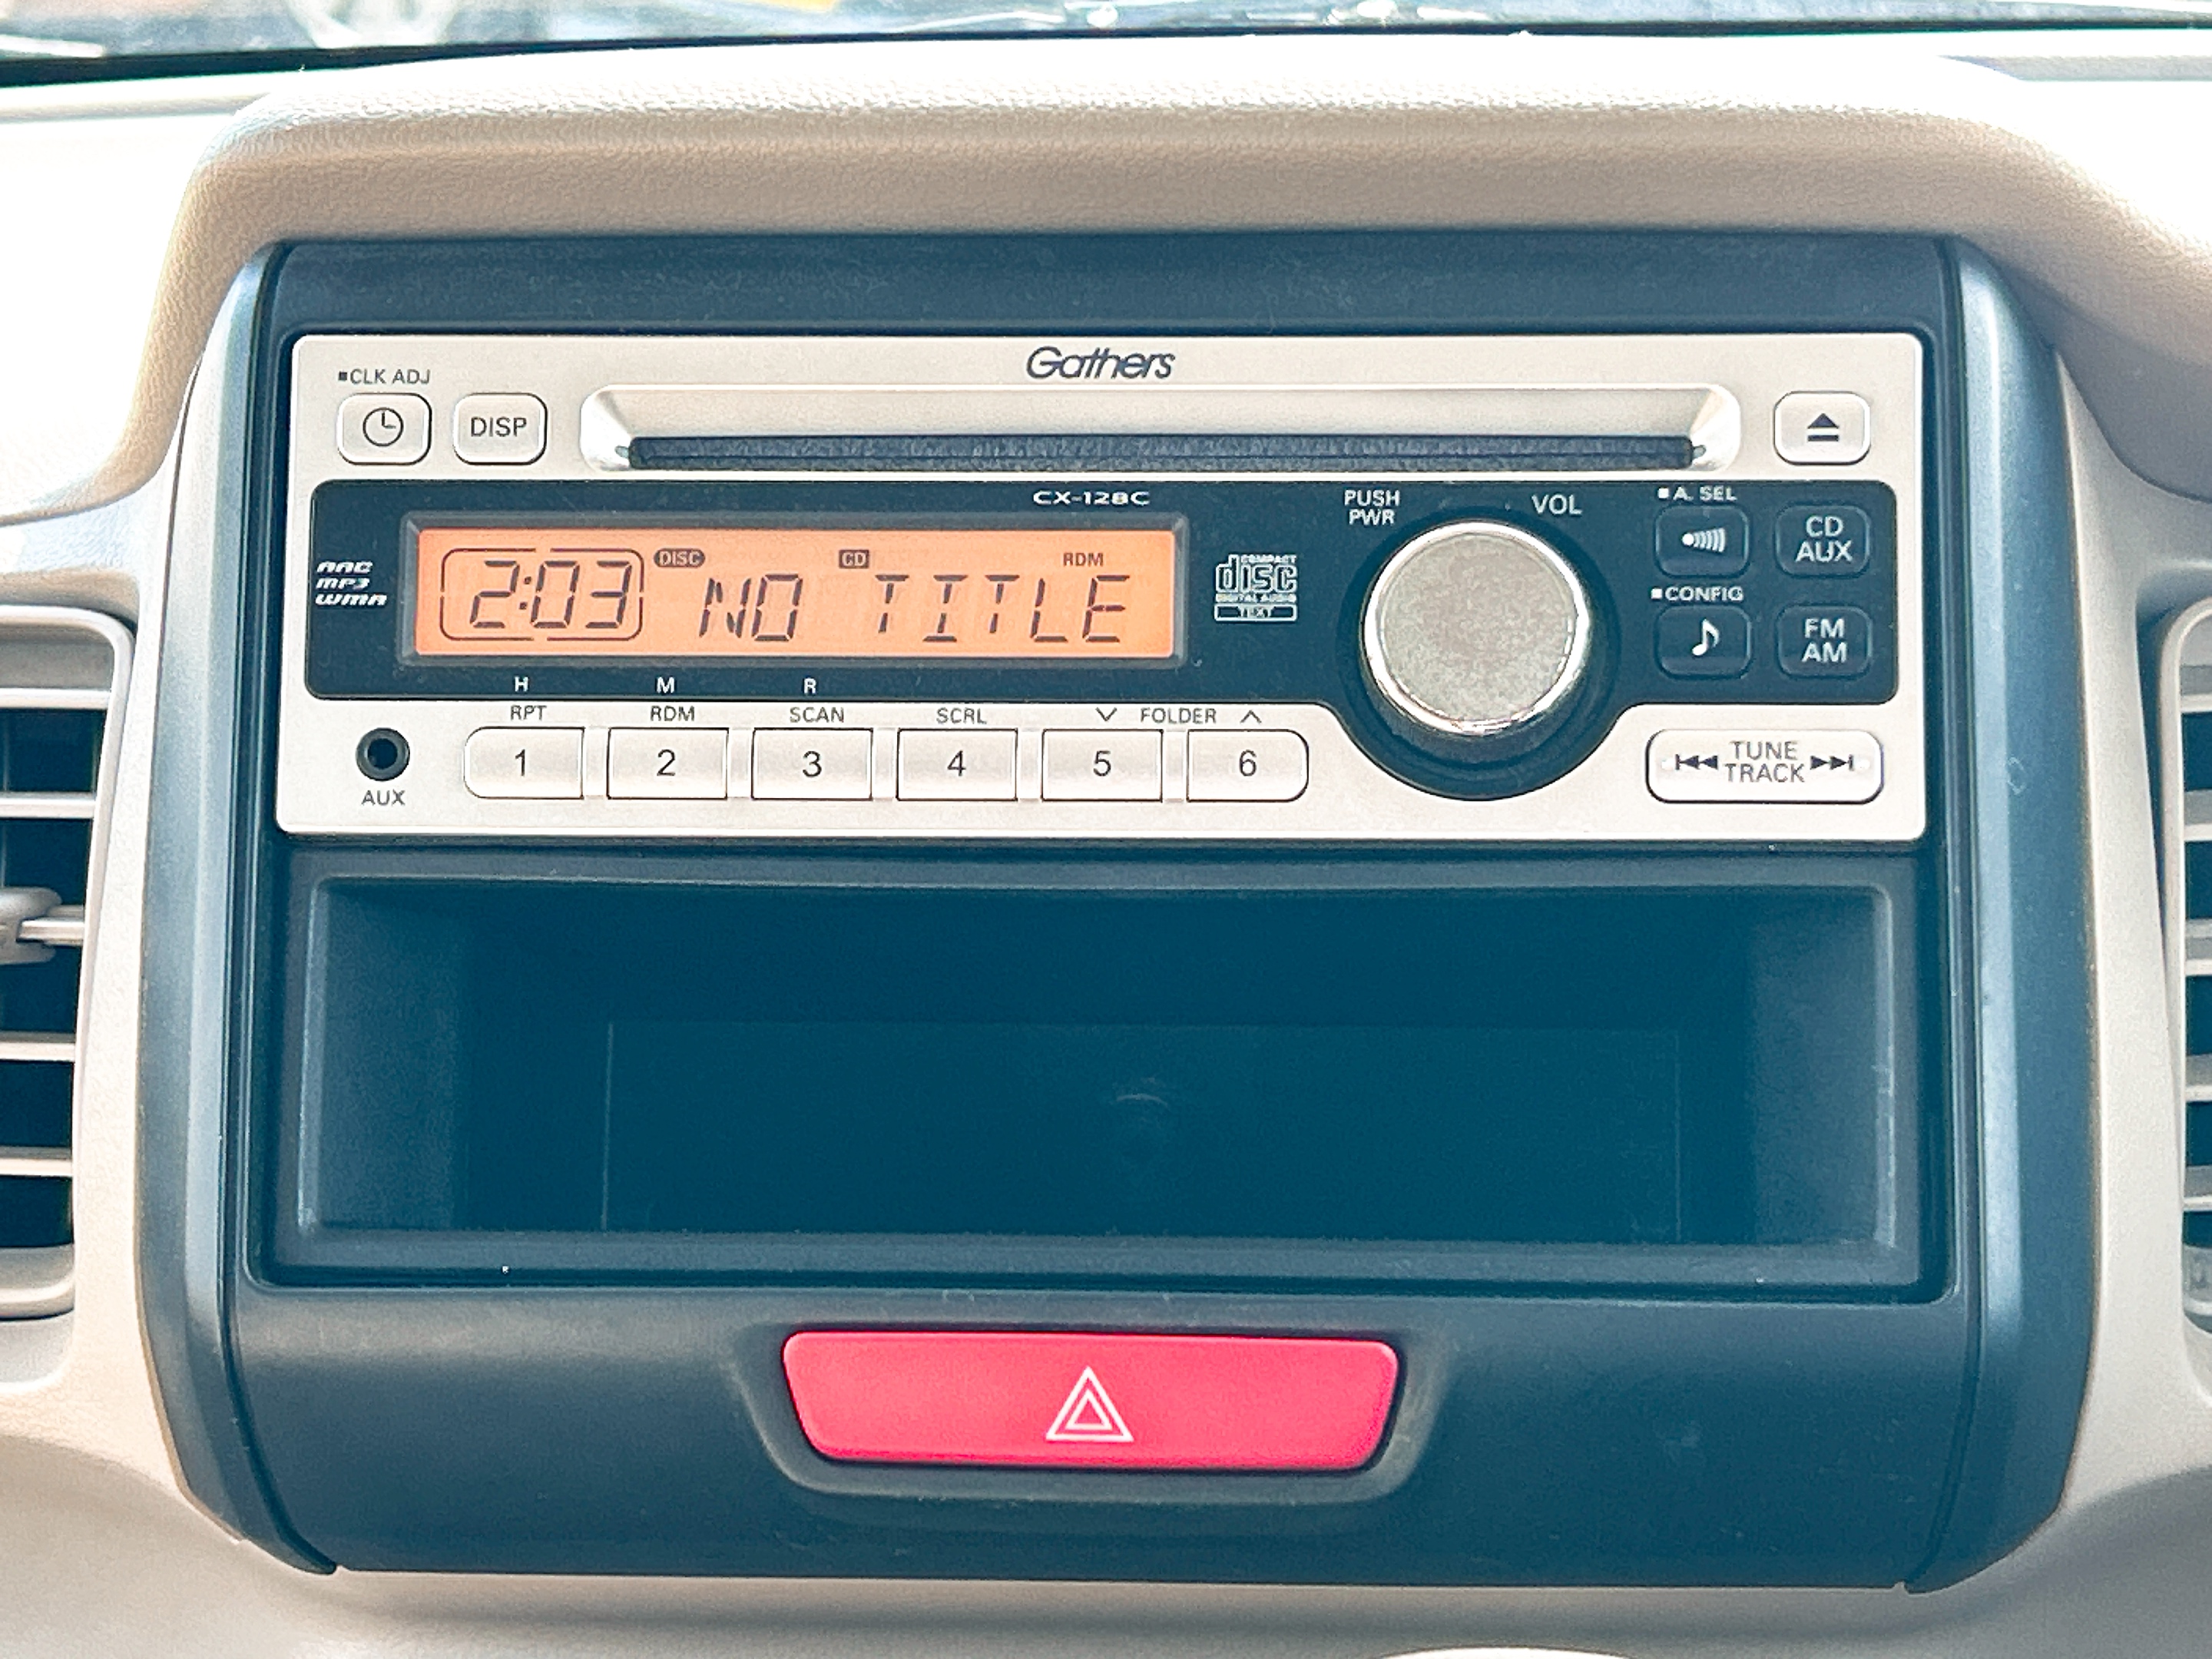 Gathers
■CLK ADJ
DISP
CX-128C
PUSH
PWR
VOL
■A. SEL
CD
AUX
AAC
MP3
WMA
2:03
DISC
CD
RDM
NO TITLE
COMPACT
disc
DIGITAL AUDIO
TEXT
■CONFIG
FM
AM
H
M
R
RPT
RDM
SCAN
SCRL
FOLDER
AUX
1
2
3
4
5
6
TUNE
TRACK